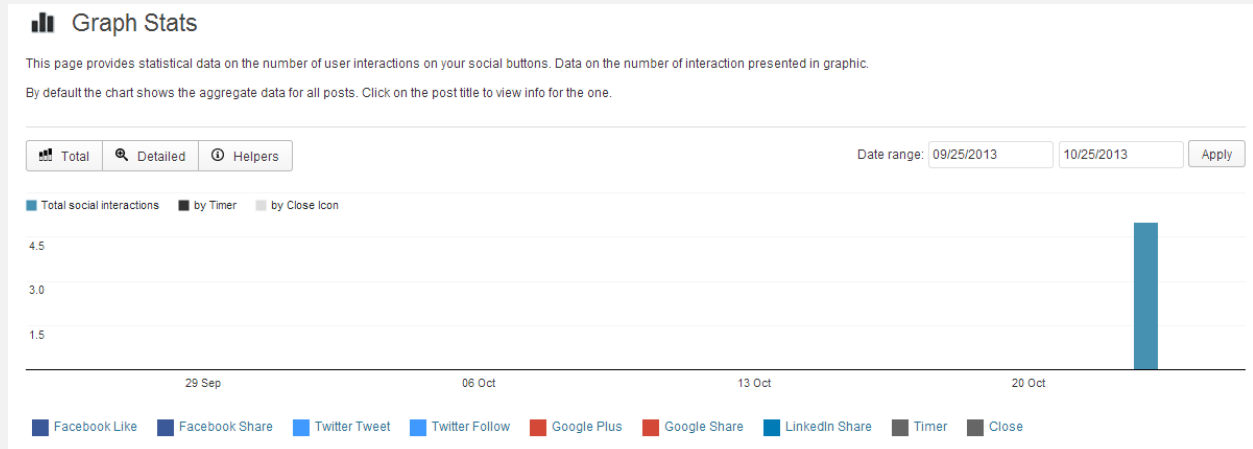 Graph Stats
This page provides statistical data on the number of user interactions on your social buttons. Data on the number of interaction presented in graphic.
By default the chart shows the aggregate data for all posts. Click on the post title to view info for the one.
Total Detailed Helpers Date range: 09/25/2013 10/25/2013 Apply
Total social interactions by Timer by Close Icon
4.5
3.0
1.5
29 Sep 06 Oct 13 Oct 20 Oct
Facebook Like Facebook Share Twitter Tweet Twitter Follow Google Plus Google Share LinkedIn Share Timer Close